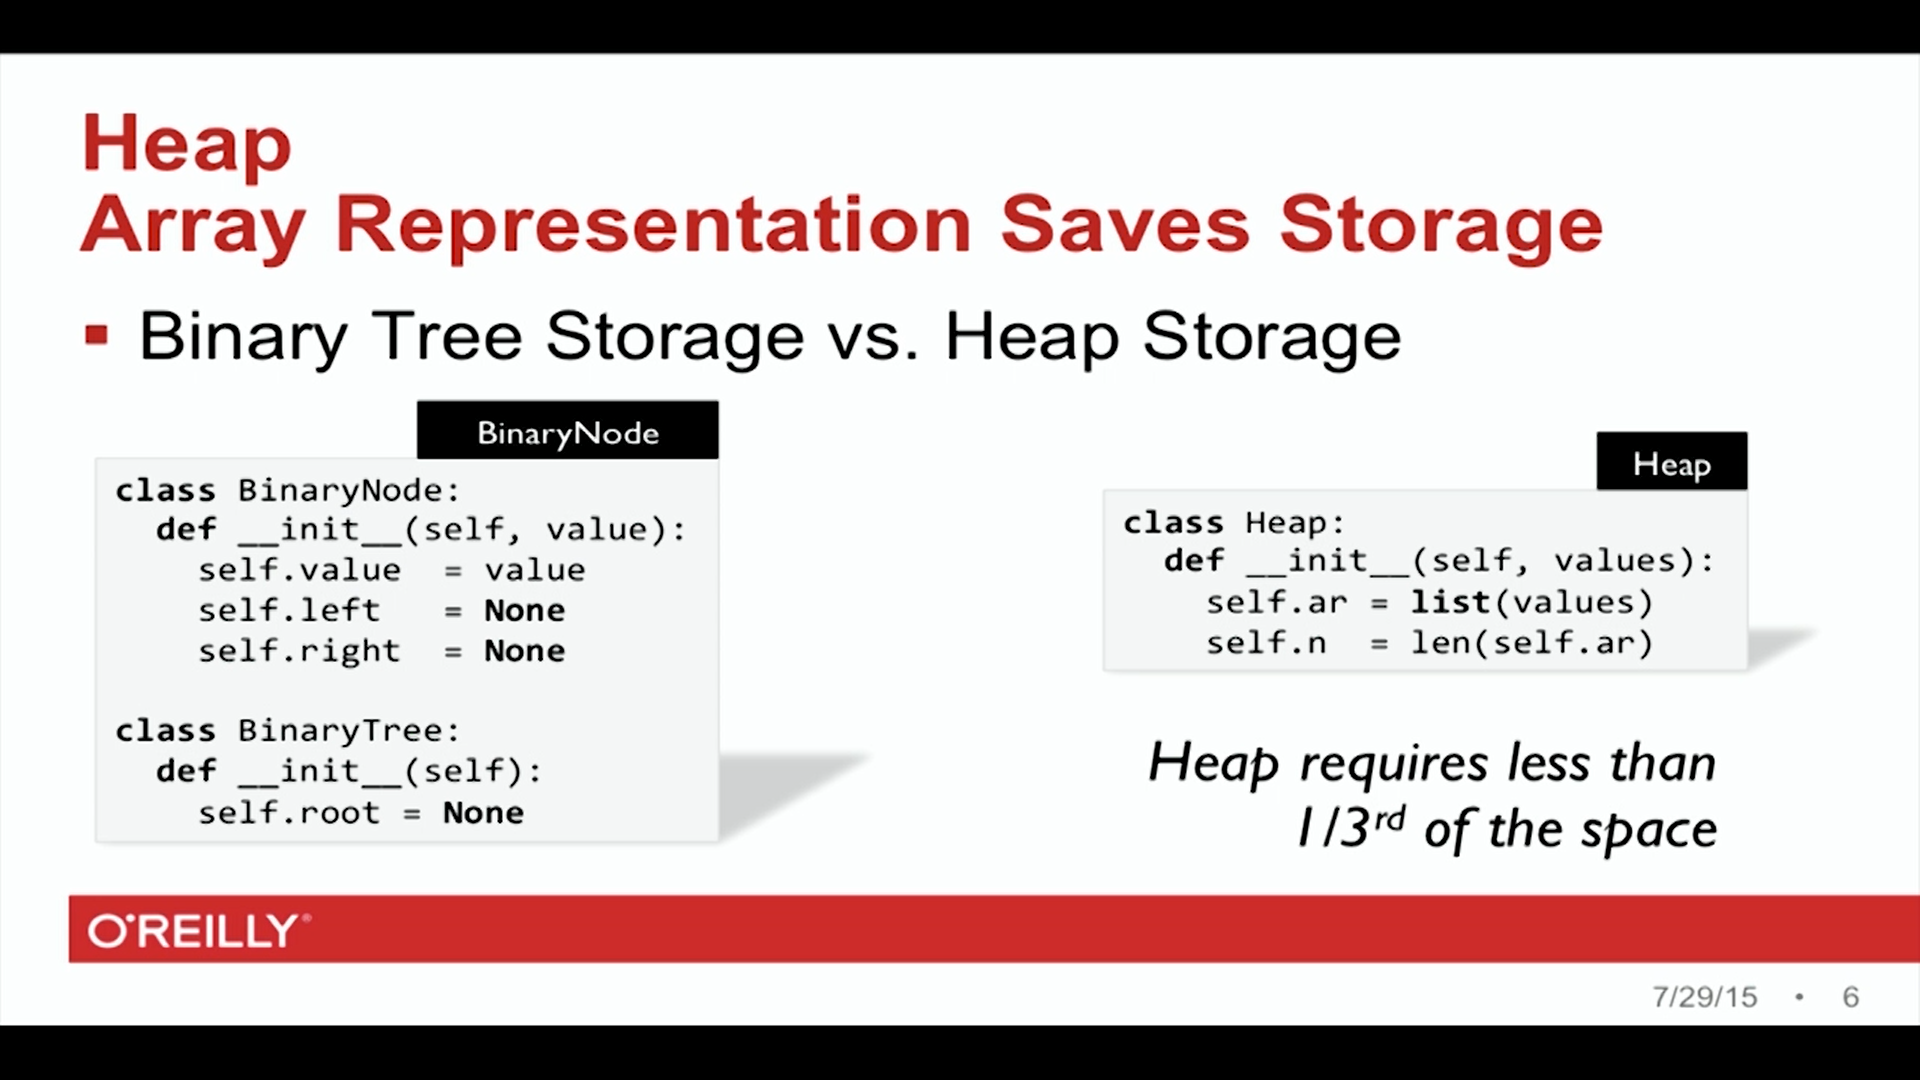 Heap
Array Representation Saves Storage
Binary Tree Storage vs. Heap Storage
BinaryNode
class BinaryNode:
  def __init__(self, value):
    self.value  = value
    self.left   = None
    self.right  = None
class BinaryTree:
  def __init__(self):
    self.root = None
Heap
class Heap:
  def __init__(self, values):
    self.ar = list(values)
    self.n  = len(self.ar)
Heap requires less than
1/3rd of the space
O'REILLY®
7/29/15 • 6